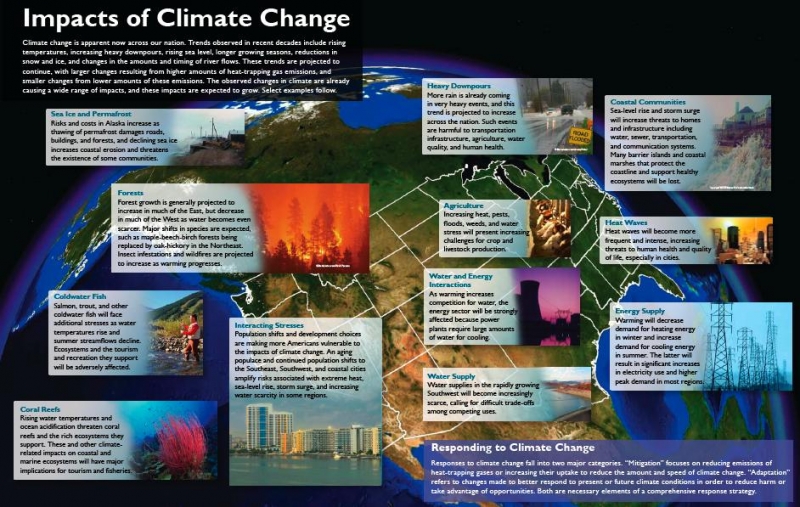 Impacts of Climate Change
Climate change is apparent now across our nation. Trends observed in recent decades include rising
temperatures, increasing heavy downpours, rising sea level, longer growing seasons, reductions in
snow and ice, and changes in the amounts and timing of river flows. These trends are projected to
continue, with larger changes resulting from higher amounts of heat-trapping gas emissions, and
smaller changes from lower amounts of these emissions. The observed changes in climate are already
causing a wide range of impacts, and these impacts are expected to grow. Select examples follow.
Sea Ice and Permafrost
Risks and costs in Alaska increase as
thawing of permafrost damages roads,
buildings, and forests, and declining sea ice
increases coastal erosion and threatens
the existence of some communities.
Heavy Downpours
More rain is already coming
in very heavy events, and this
trend is projected to increase
across the nation. Such events
are harmful to transportation
infrastructure, agriculture, water
quality, and human health.
ROAD
FLOODED
Coastal Communities
Sea-level rise and storm surge
will increase threats to homes
and infrastructure including
water, sewer, transportation,
and communication systems.
Many barrier islands and coastal
marshes that protect the
coastline and support healthy
ecosystems will be lost.
Forests
Forest growth is generally projected to
increase in much of the East, but decrease
in much of the West as water becomes even
scarcer. Major shifts in species are expected,
such as maple-beech-birch forests being
replaced by oak-hickory in the Northeast.
Insect infestations and wildfires are projected
to increase as warming progresses.
Agriculture
Increasing heat, pests,
floods, weeds, and water
stress will present increasing
challenges for crop and
livestock production.
Heat Waves
Heat waves will become more
frequent and intense, increasing
threats to human health and quality
of life, especially in cities.
Coldwater Fish
Salmon, trout, and other
coldwater fish will face
additional stresses as water
temperatures rise and
summer streamflows decline.
Ecosystems and the tourism
and recreation they support
will be adversely affected.
Water and Energy
Interactions
As warming increases
competition for water, the
energy sector will be strongly
affected because power
plants require large amounts
of water for cooling.
Energy Supply
Warming will decrease
demand for heating energy
in winter and increase
demand for cooling energy
in summer. The latter will
result in significant increases
in electricity use and higher
peak demand in most regions.
Interacting Stresses
Population shifts and development choices
are making more Americans vulnerable to
the impacts of climate change. An aging
populace and continued population shifts to
the Southeast, Southwest, and coastal cities
amplify risks associated with extreme heat,
sea-level rise, storm surge, and increasing
water scarcity in some regions.
Water Supply
Water supplies in the rapidly growing
Southwest will become increasingly
scarce, calling for difficult trade-offs
among competing uses.
Coral Reefs
Rising water temperatures and
ocean acidification threaten coral
reefs and the rich ecosystems they
support. These and other climate-
related impacts on coastal and
marine ecosystems will have major
implications for tourism and fisheries.
Responding to Climate Change
Responses to climate change fall into two major categories. "Mitigation" focuses on reducing emissions of
heat-trapping gases or increasing their uptake to reduce the amount and speed of climate change. "Adaptation"
refers to changes made to better respond to present or future climate conditions in order to reduce harm or
take advantage of opportunities. Both are necessary elements of a comprehensive response strategy.